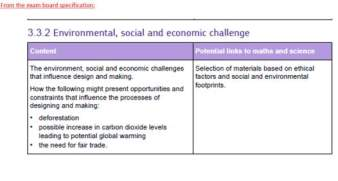 From the exam board specification:
3.3.2 Environmental, social and economic challenge
Content
Potential links to maths and science
The environment, social and economic challenges
that influence design and making.
How the following might present opportunities and
constraints that influence the processes of
designing and making:
• deforestation
• possible increase in carbon dioxide levels
leading to potential global warming
• the need for fair trade.
Selection of materials based on ethical
factors and social and environmental
footprints.